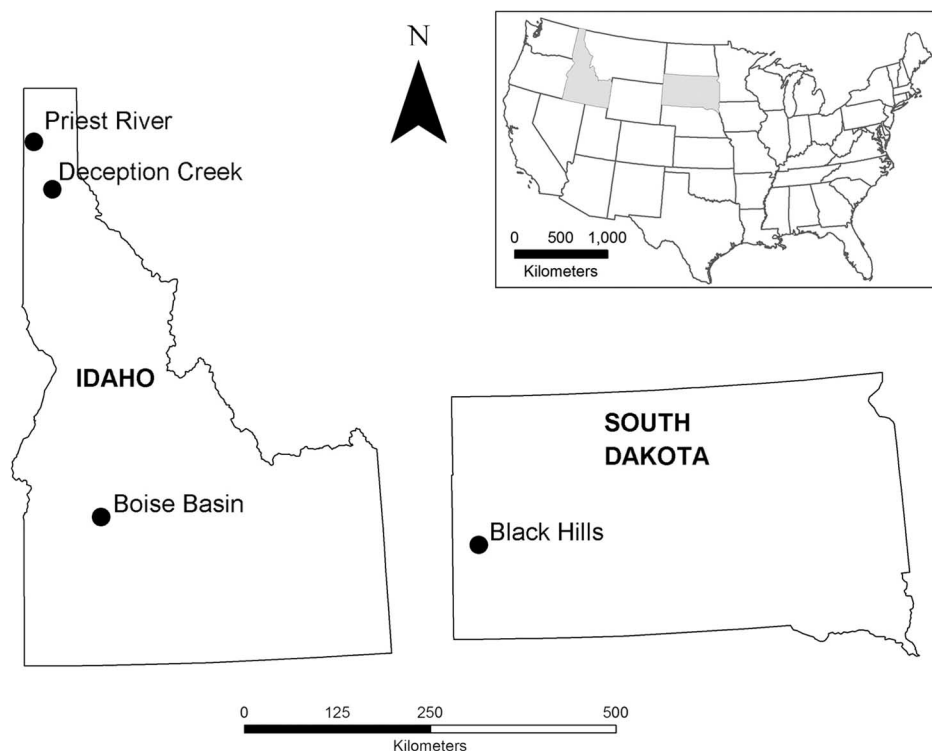 N
Priest River
Deception Creek
0 500 1,000
Kilometers
IDAHO
SOUTH
DAKOTA
Boise Basin
Black Hills
0 125 250 500
Kilometers